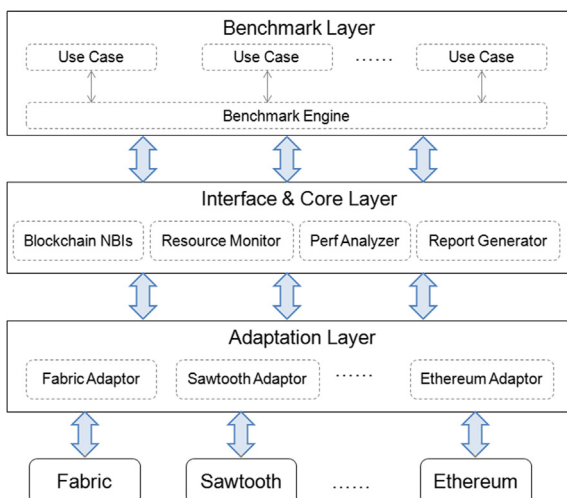 Benchmark Layer
Use Case Use Case ...... Use Case
Benchmark Engine
Interface & Core Layer
Blockchain NBIs Resource Monitor Perf Analyzer Report Generator
Adaptation Layer
Fabric Adaptor Sawtooth Adaptor ...... Ethereum Adaptor
Fabric Sawtooth ...... Ethereum